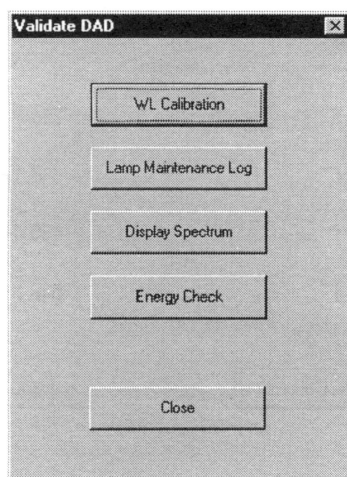 Validate DAD
WL Calibration
Lamp Maintenance Log
Display Spectrum
Energy Check
Close